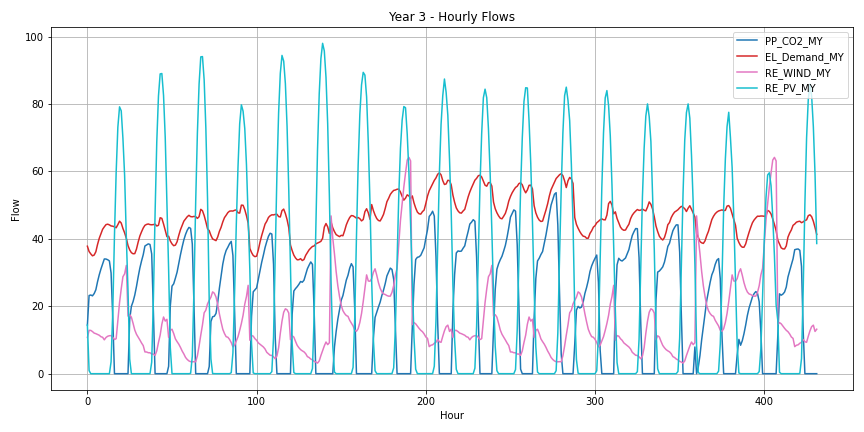 Year 3 - Hourly Flows
PP_CO2_MY
EL_Demand_MY
RE_WIND_MY
RE_PV_MY
100
80
60
40
20
0
Flow
0 100 200 300 400
Hour